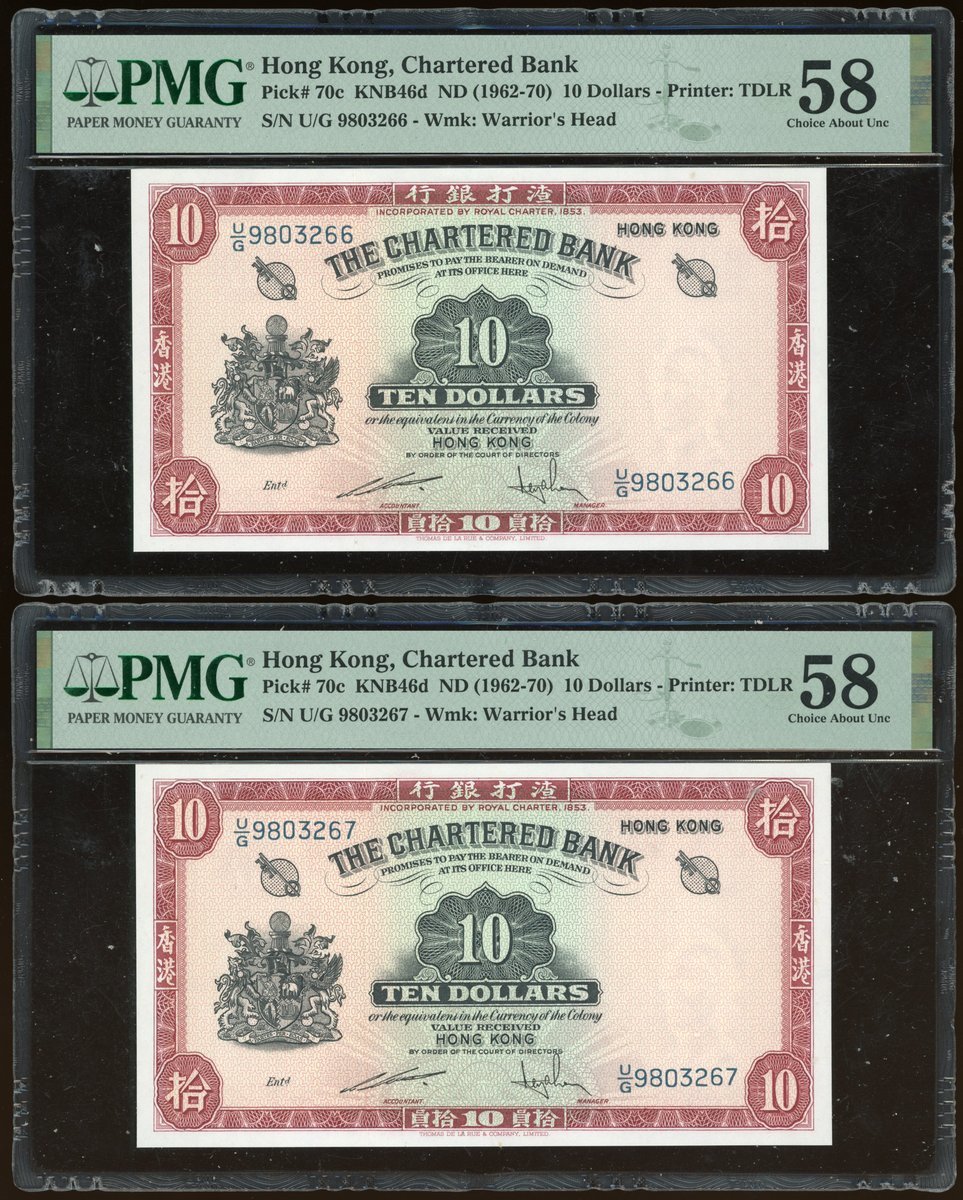 PMG®
PAPER MONEY GUARANTY
Hong Kong, Chartered Bank
Pick# 70c KNB46d ND (1962-70) 10 Dollars - Printer: TDLR
S/N U/G 9803266 - Wmk: Warrior's Head
58
Choice About Unc
行銀打渣
INCORPORATED BY ROYAL CHARTER, 1853.
10
U/G 9803266
HONG KONG
拾
THE CHARTERED BANK
PROMISES TO PAY THE BEARER ON DEMAND
AT ITS OFFICE HERE
10
香港
香港
TEN DOLLARS
or the equivalent in the Currency of the Colony
VALUE RECEIVED
HONG KONG
BY ORDER OF THE COURT OF DIRECTORS
拾
Entd
U/G 9803266
10
ACCOUNTANT.
MANAGER.
員拾 10 員拾
THOMAS DE LA RUE & COMPANY, LIMITED.
PMG®
PAPER MONEY GUARANTY
Hong Kong, Chartered Bank
Pick# 70c KNB46d ND (1962-70) 10 Dollars - Printer: TDLR
S/N U/G 9803267 - Wmk: Warrior's Head
58
Choice About Unc
行銀打渣
INCORPORATED BY ROYAL CHARTER, 1853.
10
U/G 9803267
HONG KONG
拾
THE CHARTERED BANK
PROMISES TO PAY THE BEARER ON DEMAND
AT ITS OFFICE HERE
10
香港
香港
TEN DOLLARS
or the equivalent in the Currency of the Colony
VALUE RECEIVED
HONG KONG
BY ORDER OF THE COURT OF DIRECTORS
拾
Entd
U/G 9803267
10
ACCOUNTANT.
MANAGER.
員拾 10 員拾
THOMAS DE LA RUE & COMPANY, LIMITED.